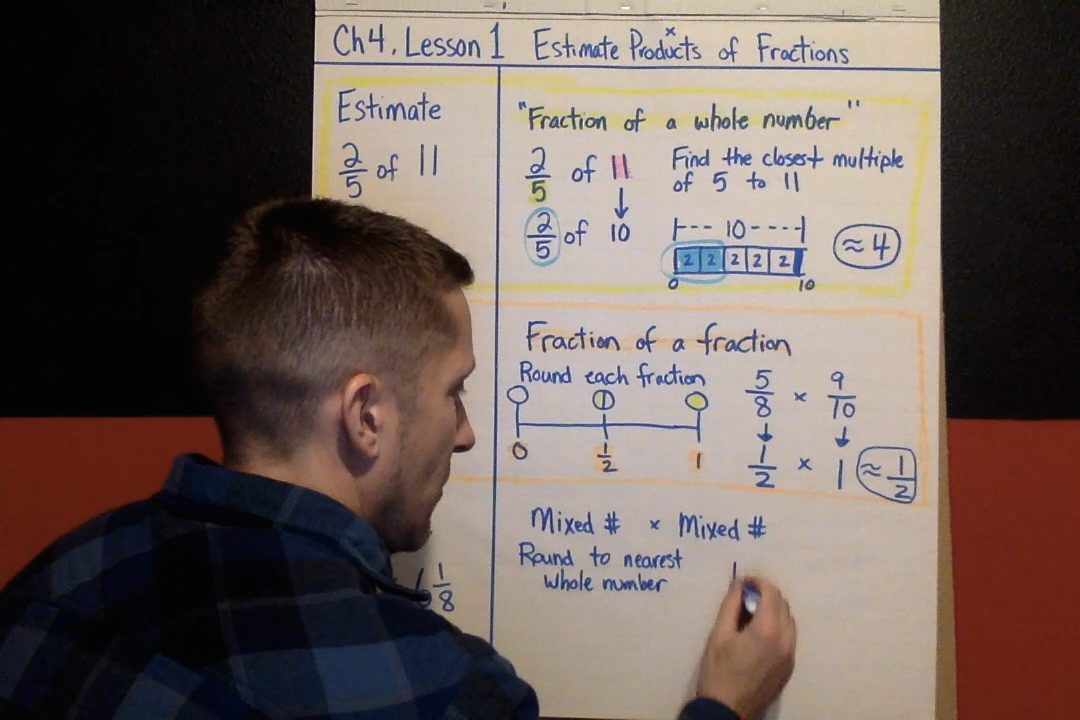 Ch 4. Lesson 1 Estimate Products of Fractions
×
Estimate
2/5 of 11
"Fraction of a whole number"
2/5 of 11
2/5 of 10
Find the closest multiple
of 5 to 11
10
2 2 2 2 2
0 10
≈ 4
Fraction of a fraction
Round each fraction
0 1/2 1
5/8 × 9/10
1/2 × 1 ≈ 1/2
Mixed # × Mixed #
Round to nearest
whole number
6 1/8